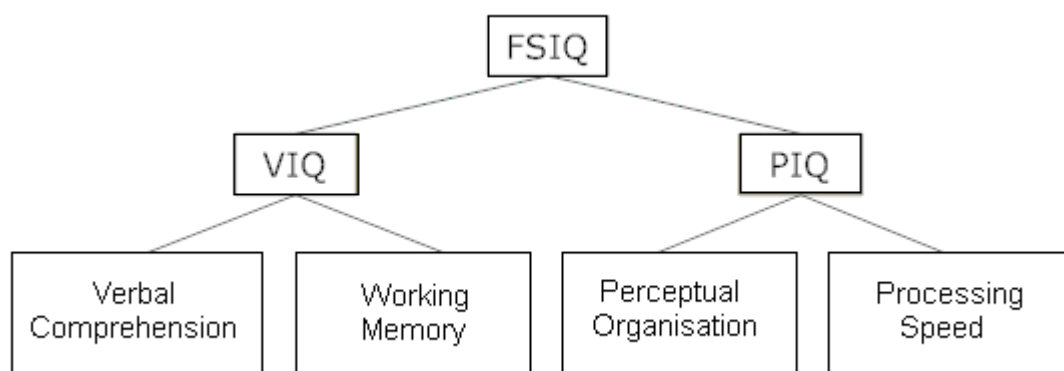 FSIQ
VIQ
PIQ
Verbal
Comprehension
Working
Memory
Perceptual
Organisation
Processing
Speed